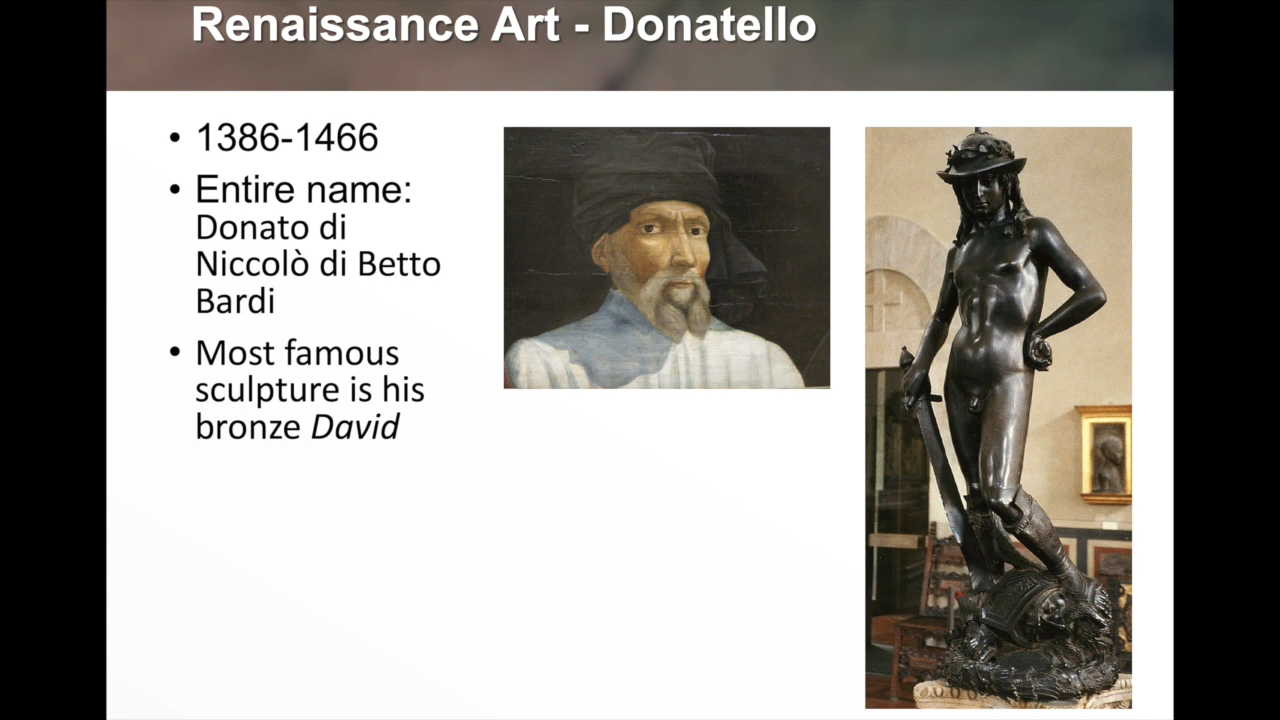 Renaissance Art - Donatello
• 1386-1466
• Entire name:
Donato di
Niccolò di Betto
Bardi
• Most famous
sculpture is his
bronze David